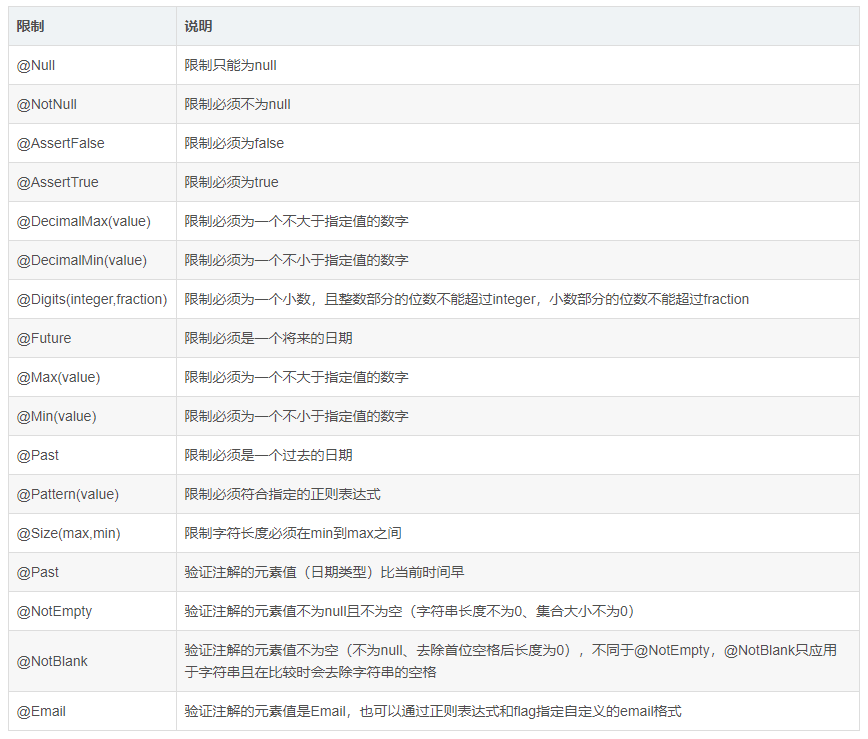 限制 说明
@Null 限制只能为null
@NotNull 限制必须不为null
@AssertFalse 限制必须为false
@AssertTrue 限制必须为true
@DecimalMax(value) 限制必须为一个不大于指定值的数字
@DecimalMin(value) 限制必须为一个不小于指定值的数字
@Digits(integer,fraction) 限制必须为一个小数，且整数部分的位数不能超过integer，小数部分的位数不能超过fraction
@Future 限制必须是一个将来的日期
@Max(value) 限制必须为一个不大于指定值的数字
@Min(value) 限制必须为一个不小于指定值的数字
@Past 限制必须是一个过去的日期
@Pattern(value) 限制必须符合指定的正则表达式
@Size(max,min) 限制字符长度必须在min到max之间
@Past 验证注解的元素值（日期类型）比当前时间早
@NotEmpty 验证注解的元素值不为null且不为空（字符串长度不为0、集合大小不为0）
@NotBlank 验证注解的元素值不为空（不为null、去除首位空格后长度为0），不同于@NotEmpty，@NotBlank只应用
于字符串且在比较时会去除字符串的空格
@Email 验证注解的元素值是Email，也可以通过正则表达式和flag指定自定义的email格式